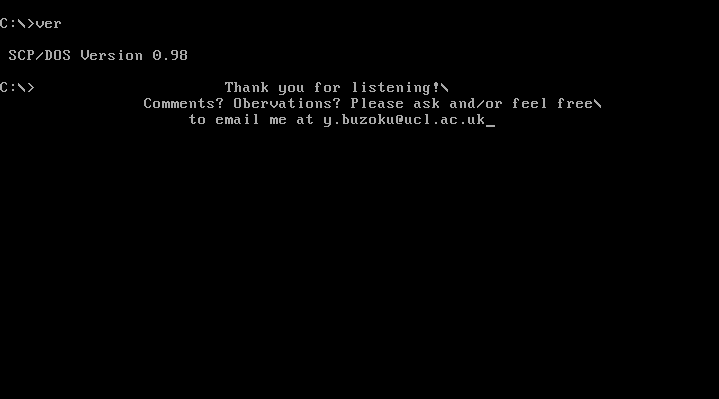 C:\>ver
SCP/DOS Version 0.98
C:\> Thank you for listening!\
Comments? Obervations? Please ask and/or feel free\
to email me at y.buzoku@ucl.ac.uk_